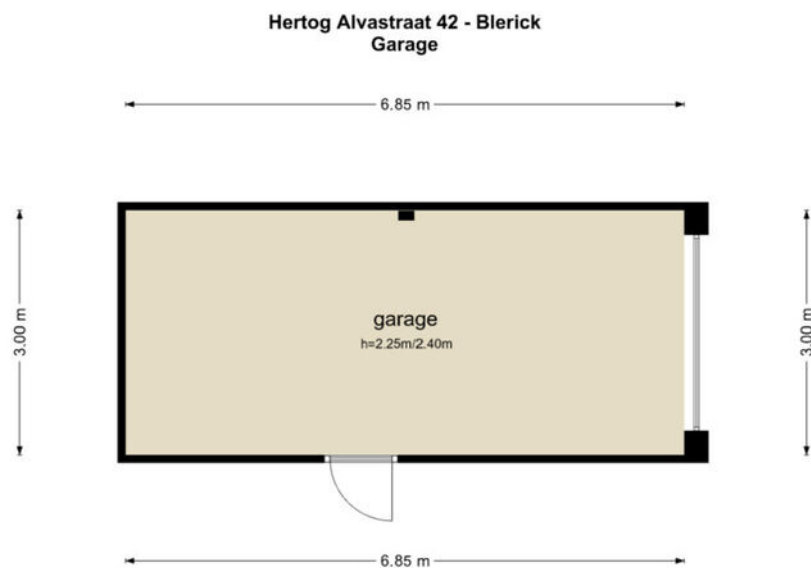 Hertog Alvastraat 42 - Blerick
Garage
6.85 m
3.00 m
garage
h=2.25m/2.40m
3.00 m
6.85 m